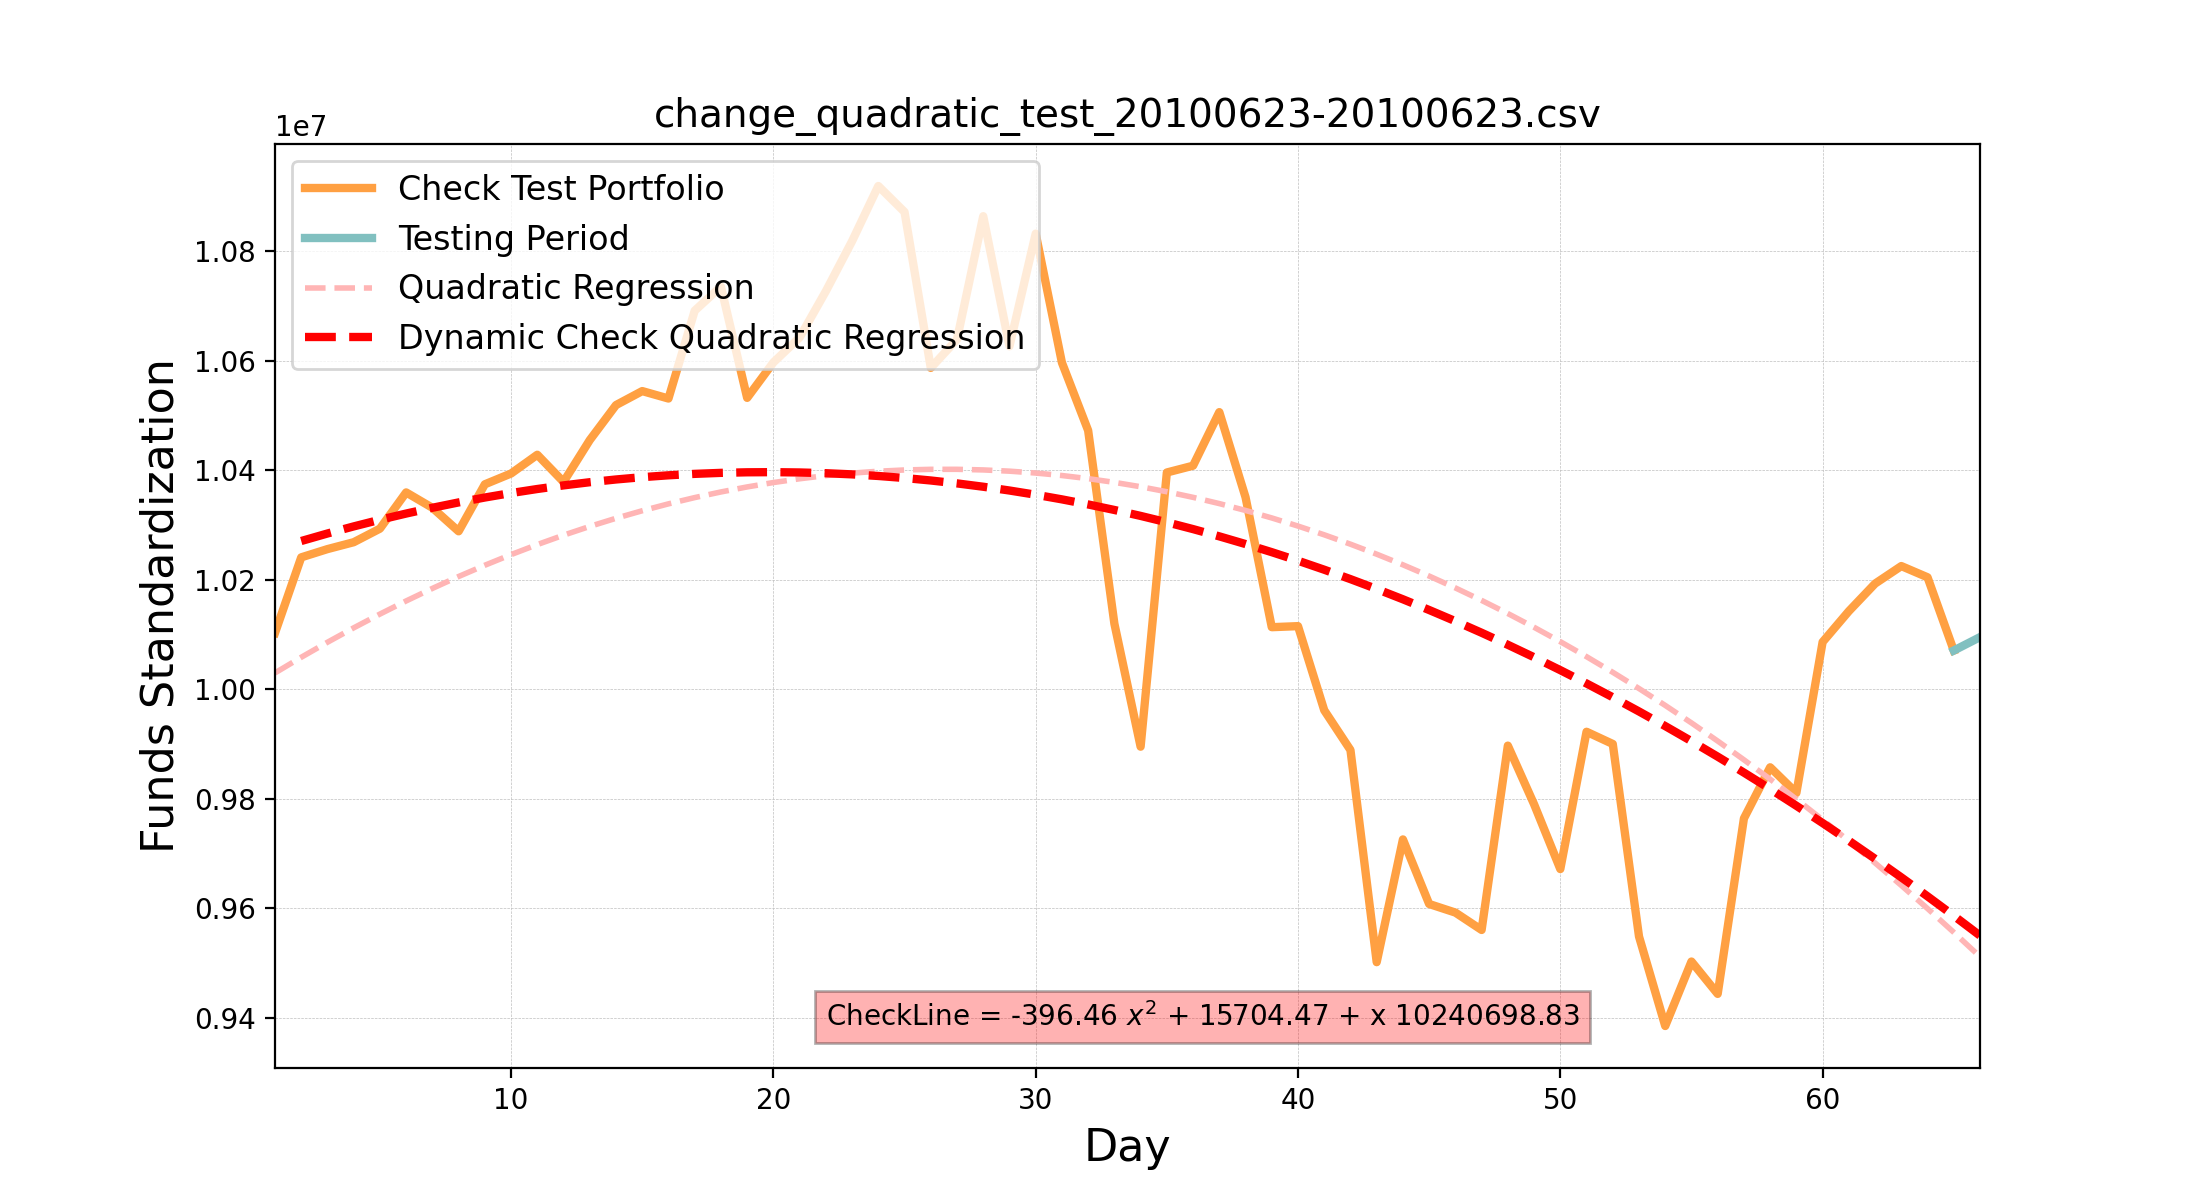 change_quadratic_test_20100623-20100623.csv
1e7
Check Test Portfolio
Testing Period
Quadratic Regression
Dynamic Check Quadratic Regression
1.08
1.06
1.04
1.02
1.00
0.98
0.96
0.94
Funds Standardization
CheckLine = -396.46 x² + 15704.47 + x 10240698.83
10 20 30 40 50 60
Day